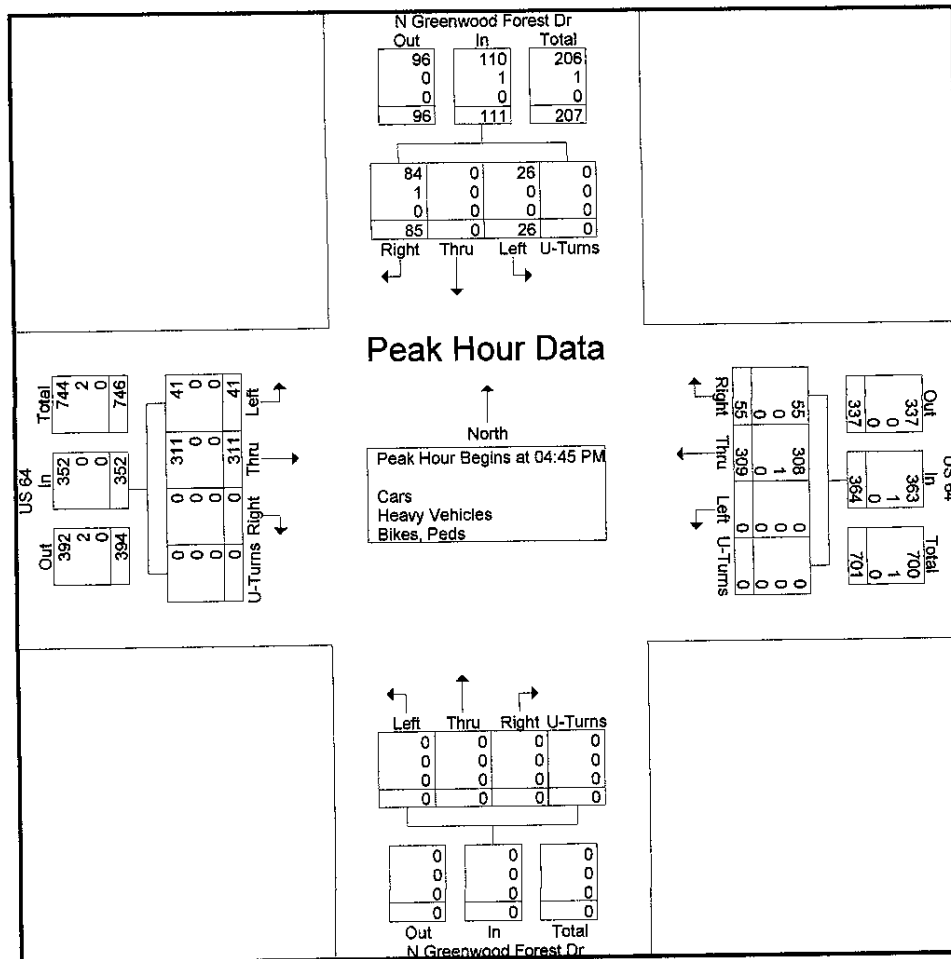 N Greenwood Forest Dr
Out In Total
96 110 206
0 1 1
0 0 0
96 111 207
84 0 26 0
1 0 0 0
0 0 0 0
85 0 26 0
Right Thru Left U-Turns
Peak Hour Data
North
Peak Hour Begins at 04:45 PM
Cars
Heavy Vehicles
Bikes, Peds
US 64
Total
744 2 0 746
In
352 0 0 352
Out
392 2 0 394
41 0 0 41
Left
311 0 0 311
Thru
0 0 0 0
Right
0 0 0 0
U-Turns
Right
55 0 0 55
Thru
309 0 1 308
Left
0 0 0 0
U-Turns
0 0 0 0
Out
337 0 0 337
In
364 0 1 363
Total
701 0 1 700
US 64
Left Thru Right U-Turns
0 0 0 0
0 0 0 0
0 0 0 0
0 0 0 0
0 0 0
0 0 0
0 0 0
0 0 0
Out In Total
N Greenwood Forest Dr